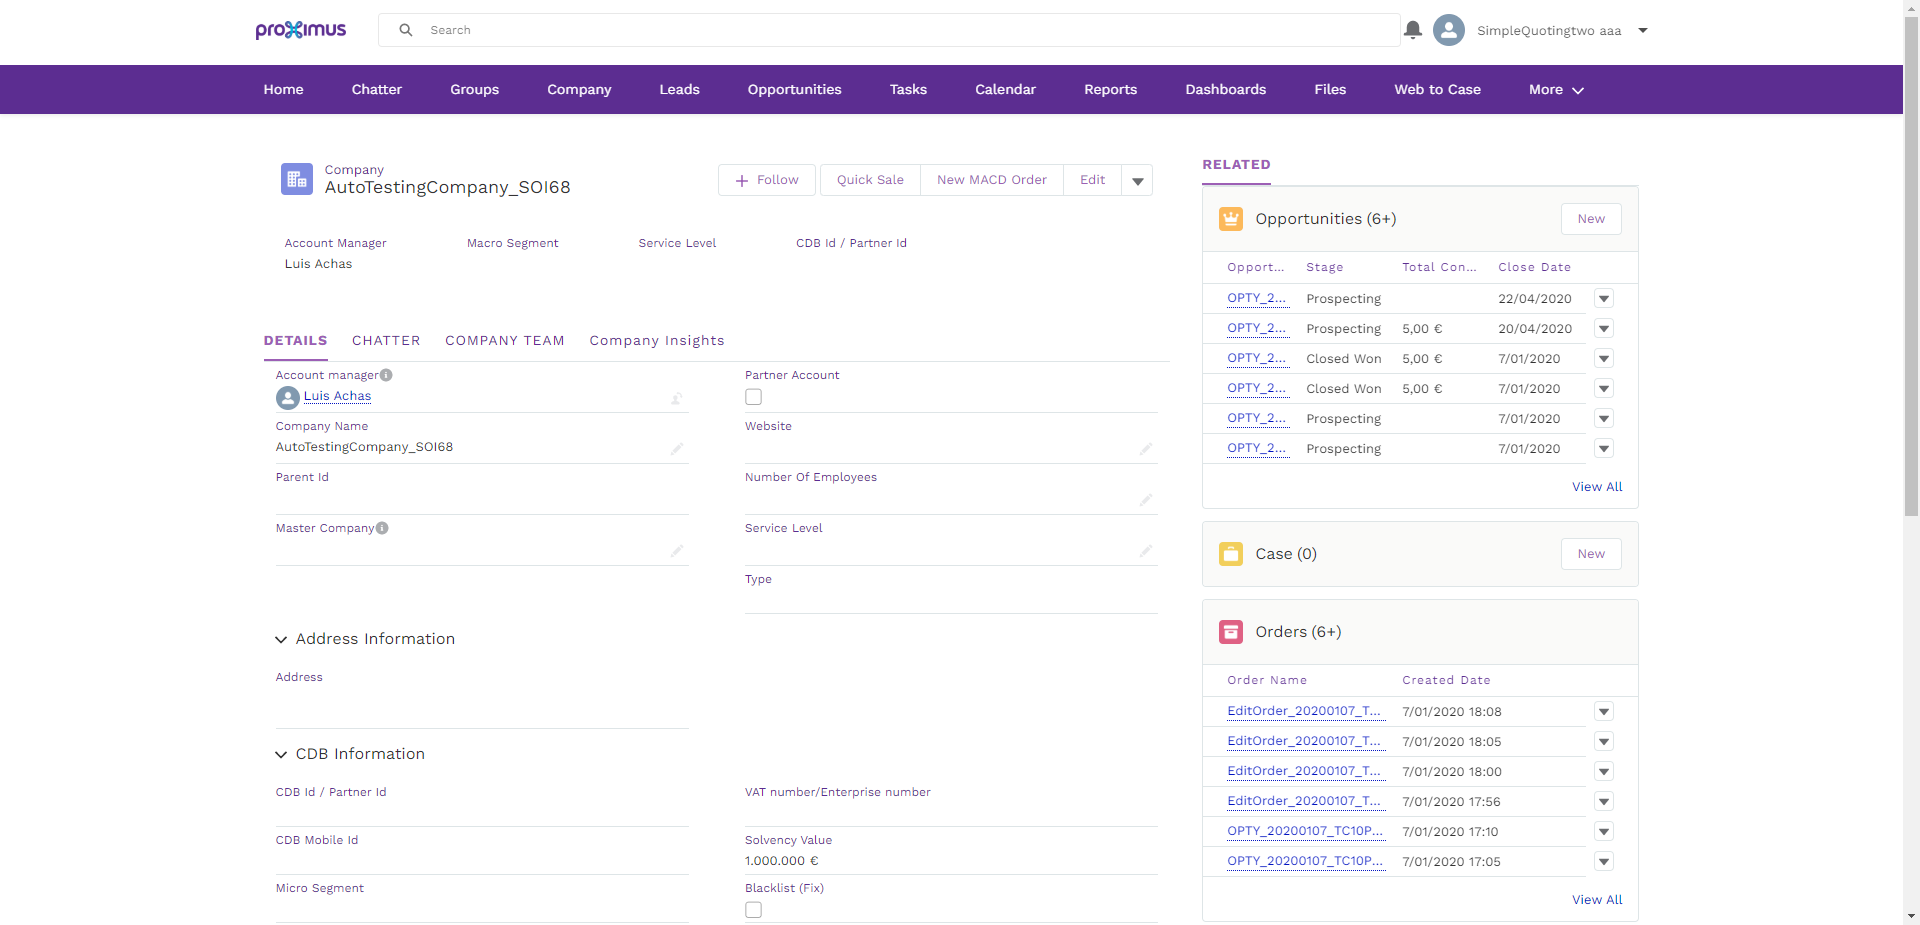 proximus
Search
SimpleQuotingtwo aaa
Home Chatter Groups Company Leads Opportunities Tasks Calendar Reports Dashboards Files Web to Case More
Company
AutoTestingCompany_SOI68
Follow Quick Sale New MACD Order Edit
Account Manager Macro Segment Service Level CDB Id / Partner Id
Luis Achas
DETAILS CHATTER COMPANY TEAM Company Insights
Account manager Partner Account
Luis Achas
Company Name Website
AutoTestingCompany_SOI68
Parent Id Number Of Employees
Master Company Service Level
Type
Address Information
Address
CDB Information
CDB Id / Partner Id VAT number/Enterprise number
CDB Mobile Id Solvency Value
1.000.000 €
Micro Segment Blacklist (Fix)
RELATED
Opportunities (6+) New
Opport... Stage Total Con... Close Date
OPTY_2... Prospecting 22/04/2020
OPTY_2... Prospecting 5,00 € 20/04/2020
OPTY_2... Closed Won 5,00 € 7/01/2020
OPTY_2... Closed Won 5,00 € 7/01/2020
OPTY_2... Prospecting 7/01/2020
OPTY_2... Prospecting 7/01/2020
View All
Case (0) New
Orders (6+)
Order Name Created Date
EditOrder_20200107_T... 7/01/2020 18:08
EditOrder_20200107_T... 7/01/2020 18:05
EditOrder_20200107_T... 7/01/2020 18:00
EditOrder_20200107_T... 7/01/2020 17:56
OPTY_20200107_TC10P... 7/01/2020 17:10
OPTY_20200107_TC10P... 7/01/2020 17:05
View All